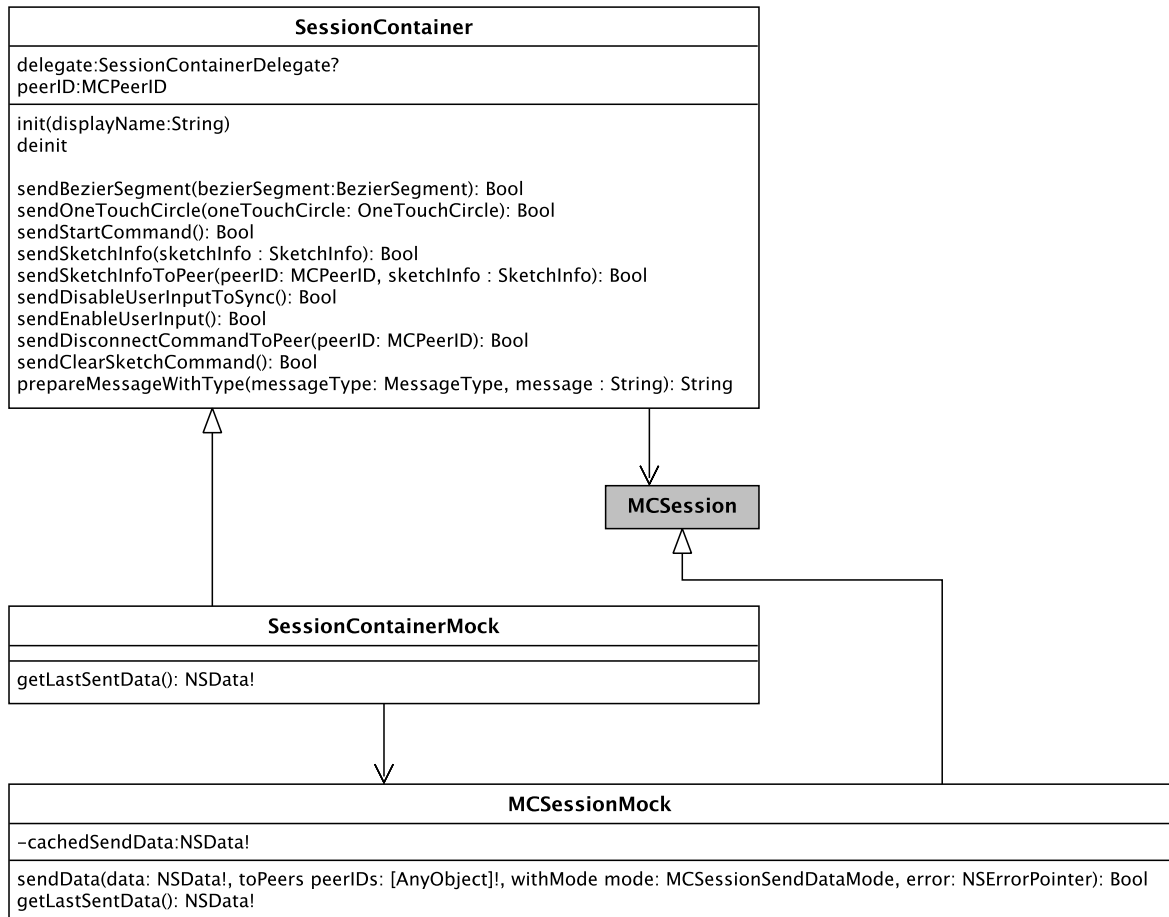 SessionContainer
delegate:SessionContainerDelegate?
peerID:MCPeerID
init(displayName:String)
deinit
sendBezierSegment(bezierSegment:BezierSegment): Bool
sendOneTouchCircle(oneTouchCircle: OneTouchCircle): Bool
sendStartCommand(): Bool
sendSketchInfo(sketchInfo : SketchInfo): Bool
sendSketchInfoToPeer(peerID: MCPeerID, sketchInfo : SketchInfo): Bool
sendDisableUserInputToSync(): Bool
sendEnableUserInput(): Bool
sendDisconnectCommandToPeer(peerID: MCPeerID): Bool
sendClearSketchCommand(): Bool
prepareMessageWithType(messageType: MessageType, message : String): String
MCSession
SessionContainerMock
getLastSentData(): NSData!
MCSessionMock
-cachedSendData:NSData!
sendData(data: NSData!, toPeers peerIDs: [AnyObject]!, withMode mode: MCSessionSendDataMode, error: NSErrorPointer): Bool
getLastSentData(): NSData!